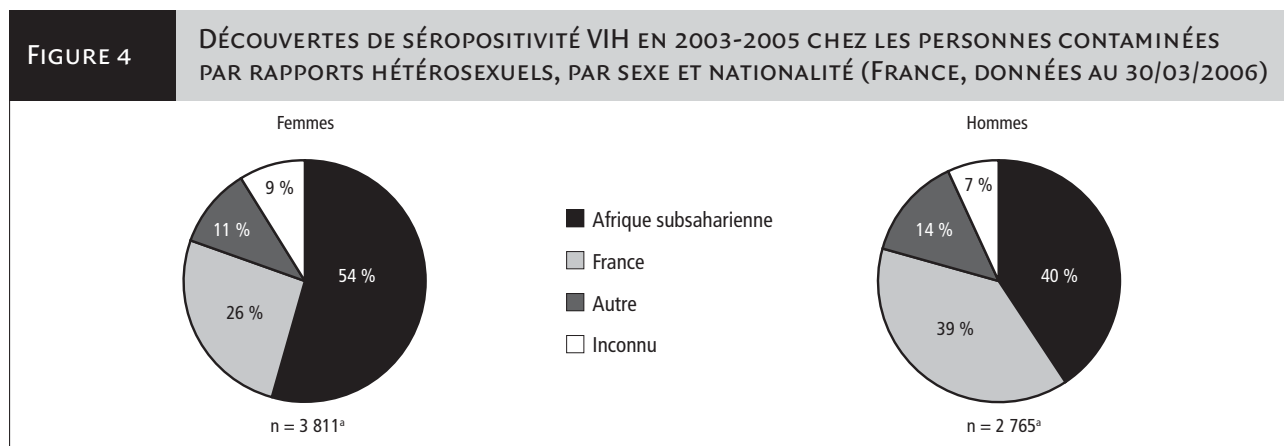 FIGURE 4
DÉCOUVERTES DE SÉROPOSITIVITÉ VIH EN 2003-2005 CHEZ LES PERSONNES CONTAMINÉES
PAR RAPPORTS HÉTÉROSEXUELS, PAR SEXE ET NATIONALITÉ (FRANCE, DONNÉES AU 30/03/2006)
Femmes
9 %
11 %
54 %
26 %
n = 3 811ª
Afrique subsaharienne
France
Autre
Inconnu
Hommes
7 %
14 %
40 %
39 %
n = 2 765ª